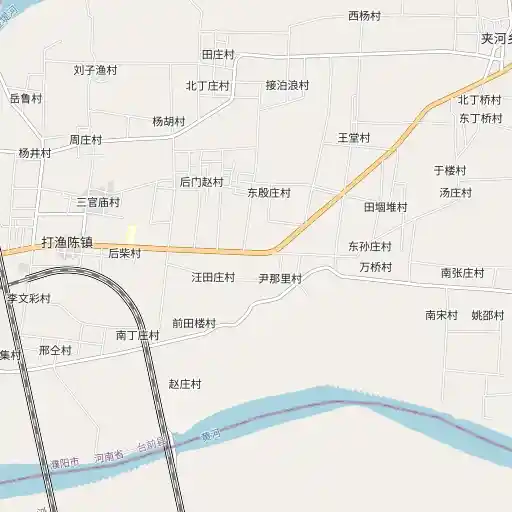 黄河
西杨村
夹河乡
田庄村
刘子渔村
北丁庄村
接泊浪村
岳鲁村
北丁桥村
杨胡村
东丁桥村
周庄村
王堂村
杨井村
于楼村
后门赵村
东殷庄村
汤庄村
三官庙村
田堌堆村
打渔陈镇
东孙庄村
后柴村
万桥村
汪田庄村
尹那里村
南张庄村
李文彩村
前田楼村
南宋村
姚邵村
南丁庄村
邢仝村
集村
赵庄村
黄河
台前县
河南省
濮阳市